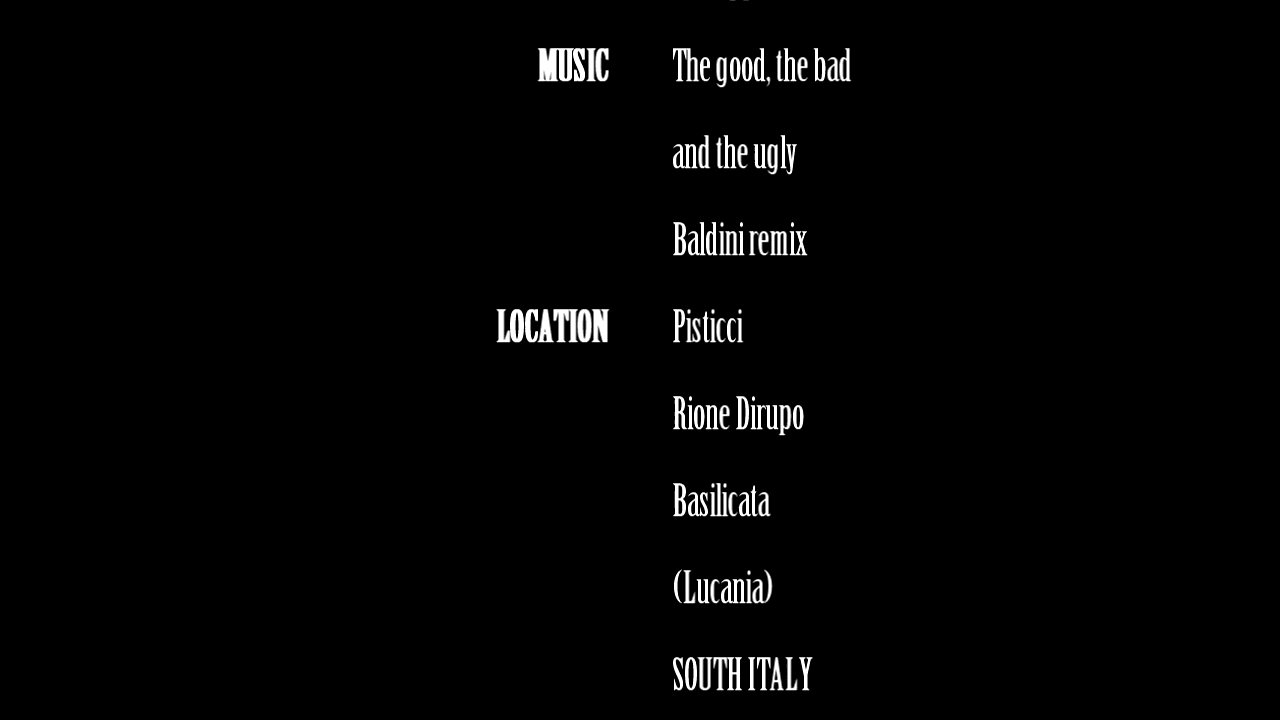 MUSIC The good, the bad
and the ugly
Baldini remix
LOCATION Pisticci
Rione Dirupo
Basilicata
(Lucania)
SOUTH ITALY